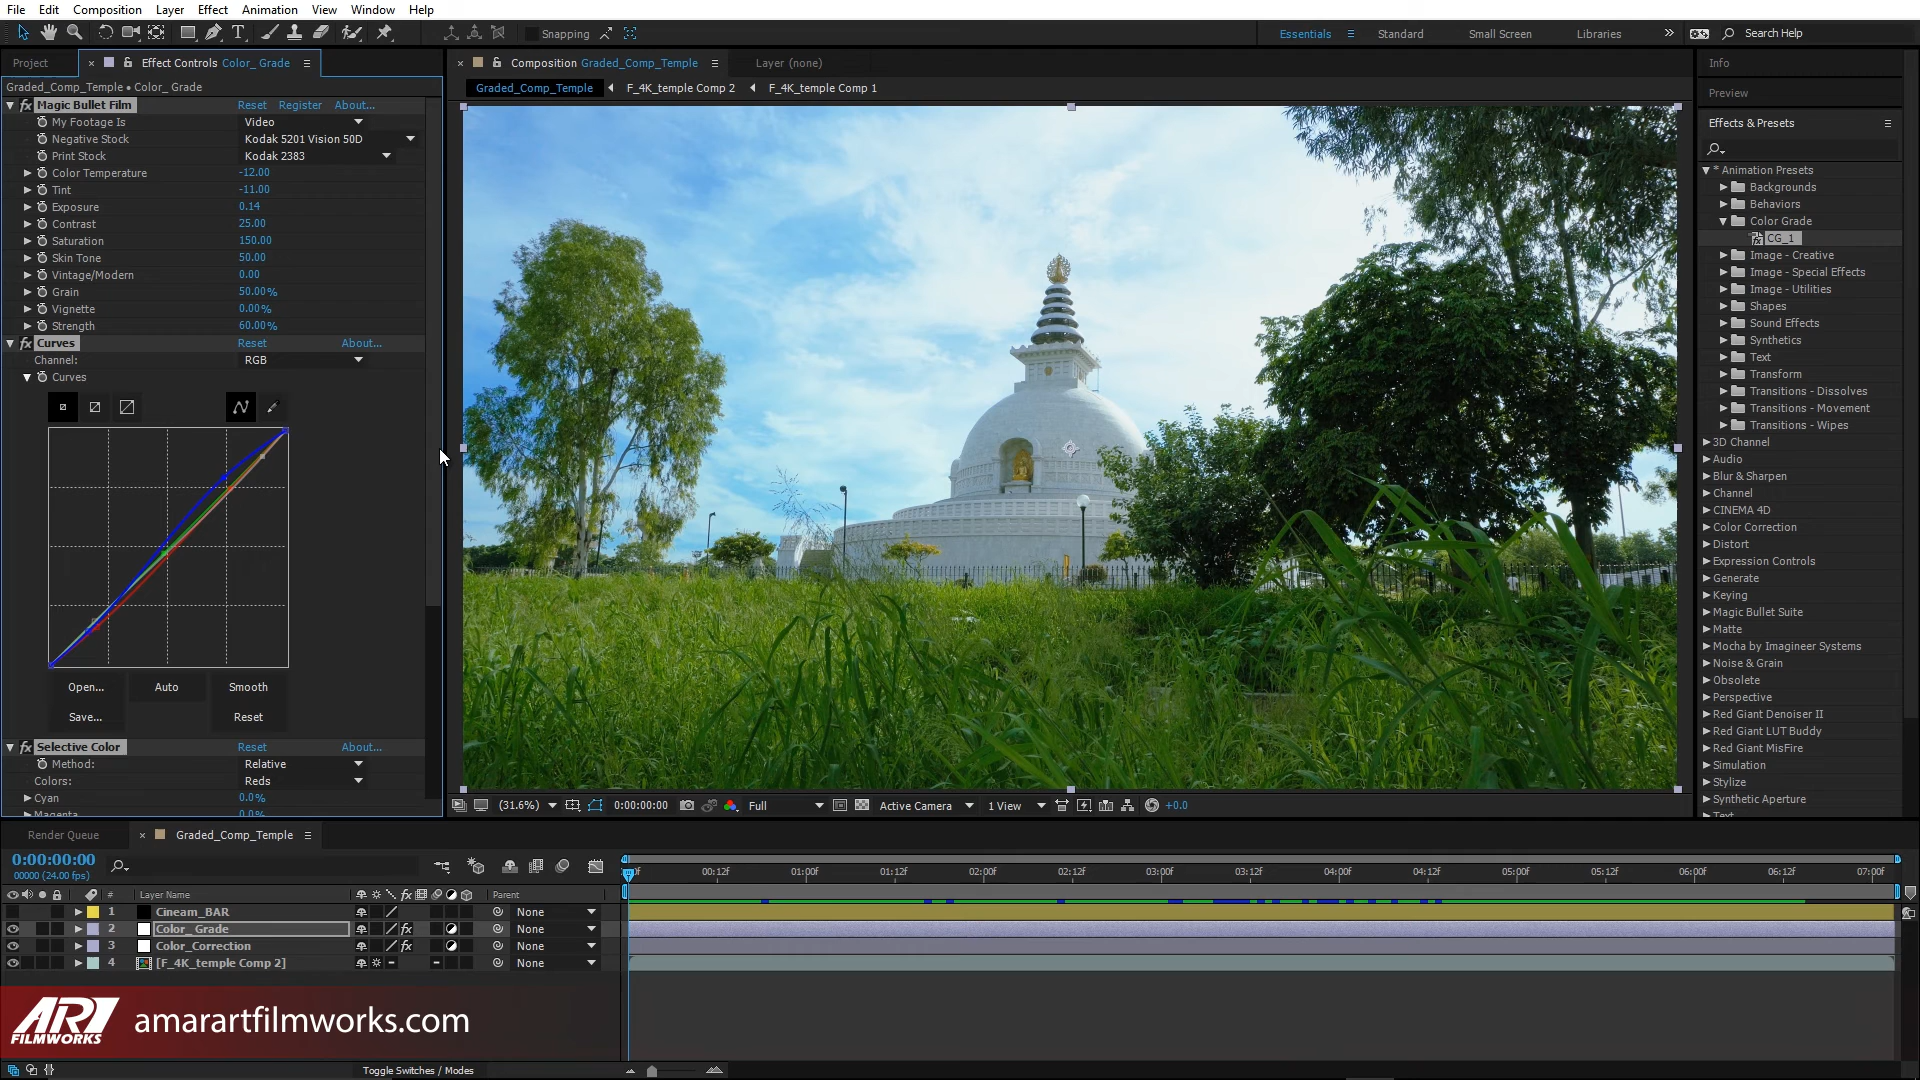 File Edit Composition Layer Effect Animation View Window Help
Snapping
Essentials Standard Small Screen Libraries Search Help
Project
Effect Controls Color_ Grade
Graded_Comp_Temple • Color_ Grade
Magic Bullet Film Reset Register About...
My Footage Is Video
Negative Stock Kodak 5201 Vision 50D
Print Stock Kodak 2383
Color Temperature -12.00
Tint -11.00
Exposure 0.14
Contrast 25.00
Saturation 150.00
Skin Tone 50.00
Vintage/Modern 0.00
Grain 50.00%
Vignette 0.00%
Strength 60.00%
Curves Reset About...
Channel: RGB
Curves
Open... Auto Smooth
Save... Reset
Selective Color Reset About...
Method: Relative
Colors: Reds
Cyan 0.0%
Magenta 0.0%
Composition Graded_Comp_Temple
Layer (none)
Graded_Comp_Temple F_4K_temple Comp 2 F_4K_temple Comp 1
(31.6%) 0:00:00:00 Full Active Camera 1 View +0.0
Info
Preview
Effects & Presets
* Animation Presets
Backgrounds
Behaviors
Color Grade
CG_1
Image - Creative
Image - Special Effects
Image - Utilities
Shapes
Sound Effects
Synthetics
Text
Transform
Transitions - Dissolves
Transitions - Movement
Transitions - Wipes
3D Channel
Audio
Blur & Sharpen
Channel
CINEMA 4D
Color Correction
Distort
Expression Controls
Generate
Keying
Magic Bullet Suite
Matte
Mocha by Imagineer Systems
Noise & Grain
Obsolete
Perspective
Red Giant Denoiser II
Red Giant LUT Buddy
Red Giant MisFire
Simulation
Stylize
Synthetic Aperture
Text
Render Queue
Graded_Comp_Temple
0:00:00:00
00000 (24.00 fps)
# Layer Name Parent
00:12f 01:00f 01:12f 02:00f 02:12f 03:00f 03:12f 04:00f 04:12f 05:00f 05:12f 06:00f 06:12f 07:00f
1 Cineam_BAR None
2 Color_Grade None
3 Color_Correction None
4 [F_4K_temple Comp 2] None
ART
FILMWORKS
amarartfilmworks.com
Toggle Switches / Modes